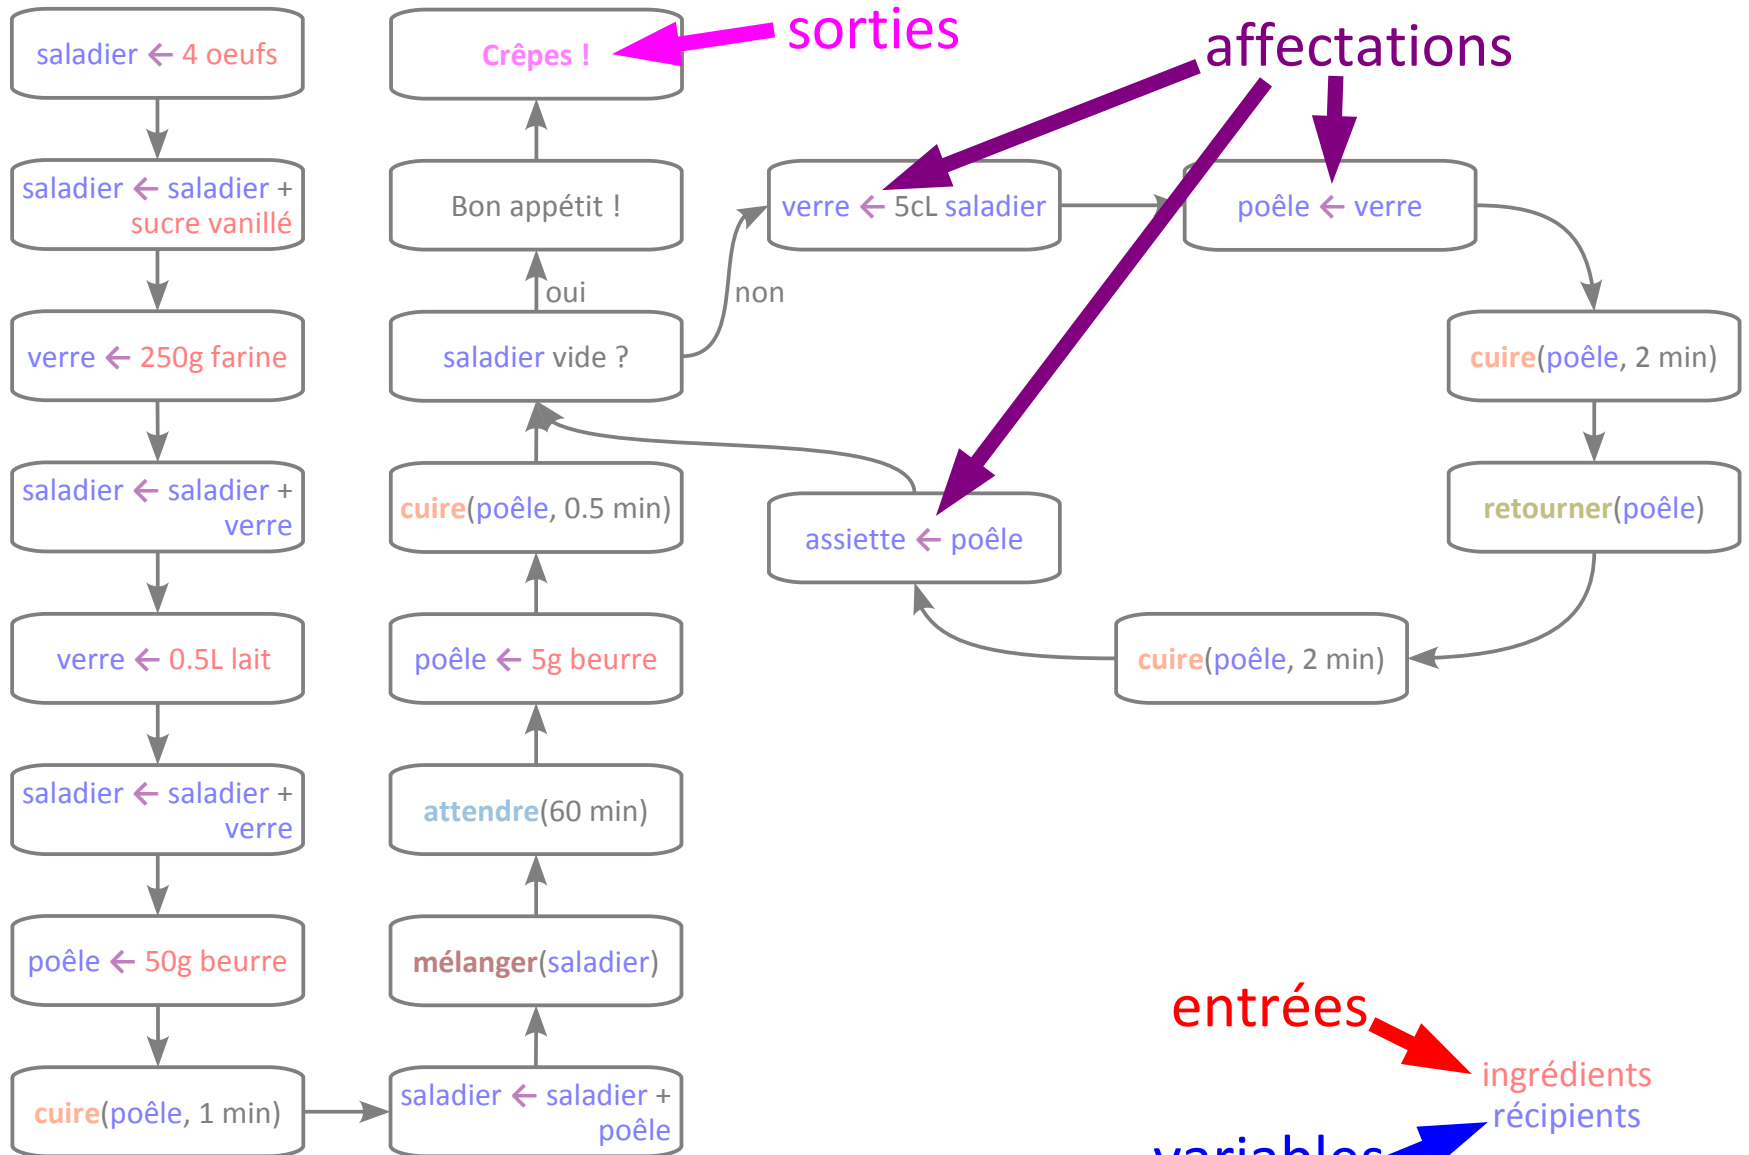 saladier ← 4 oeufs
saladier ← saladier +
sucre vanillé
verre ← 250g farine
saladier ← saladier +
verre
verre ← 0.5L lait
saladier ← saladier +
verre
poêle ← 50g beurre
cuire(poêle, 1 min)
saladier ← saladier +
poêle
mélanger(saladier)
attendre(60 min)
poêle ← 5g beurre
cuire(poêle, 0.5 min)
saladier vide ?
oui
non
Bon appétit !
Crêpes !
sorties
affectations
verre ← 5cL saladier
poêle ← verre
cuire(poêle, 2 min)
retourner(poêle)
cuire(poêle, 2 min)
assiette ← poêle
entrées
ingrédients
récipients
variables